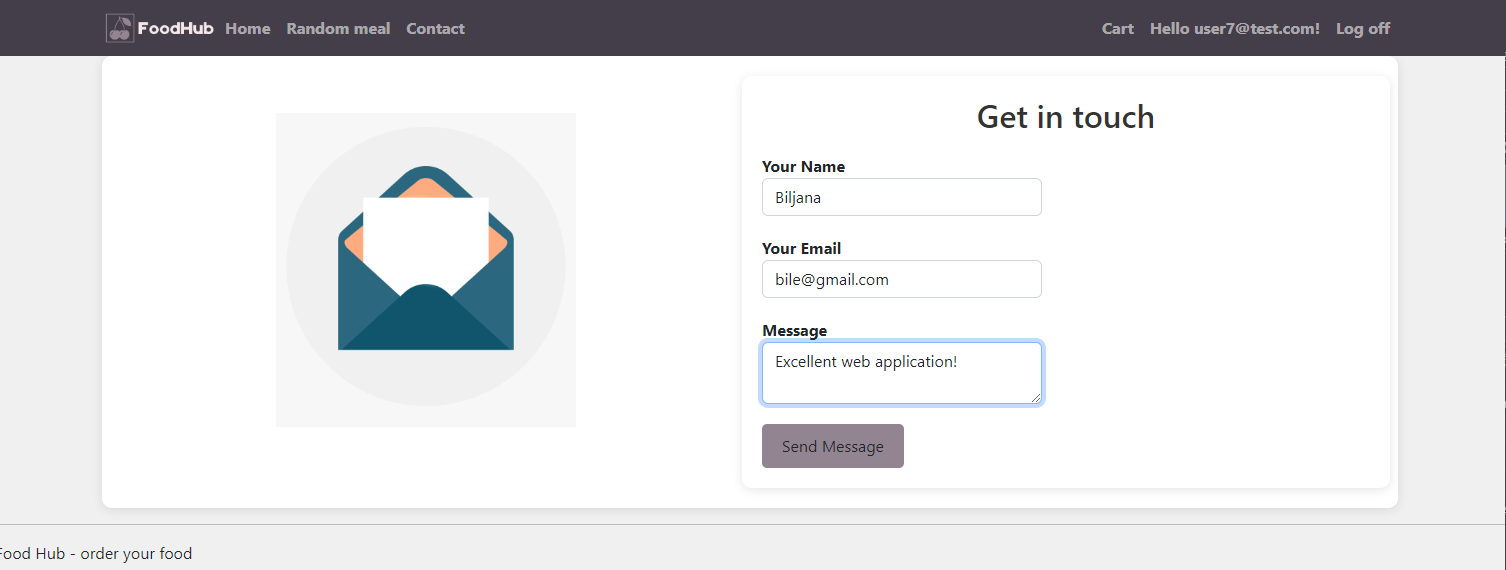 FoodHub Home Random meal Contact Cart Hello user7@test.com! Log off
Get in touch
Your Name
Biljana
Your Email
bile@gmail.com
Message
Excellent web application!
Send Message
Food Hub - order your food